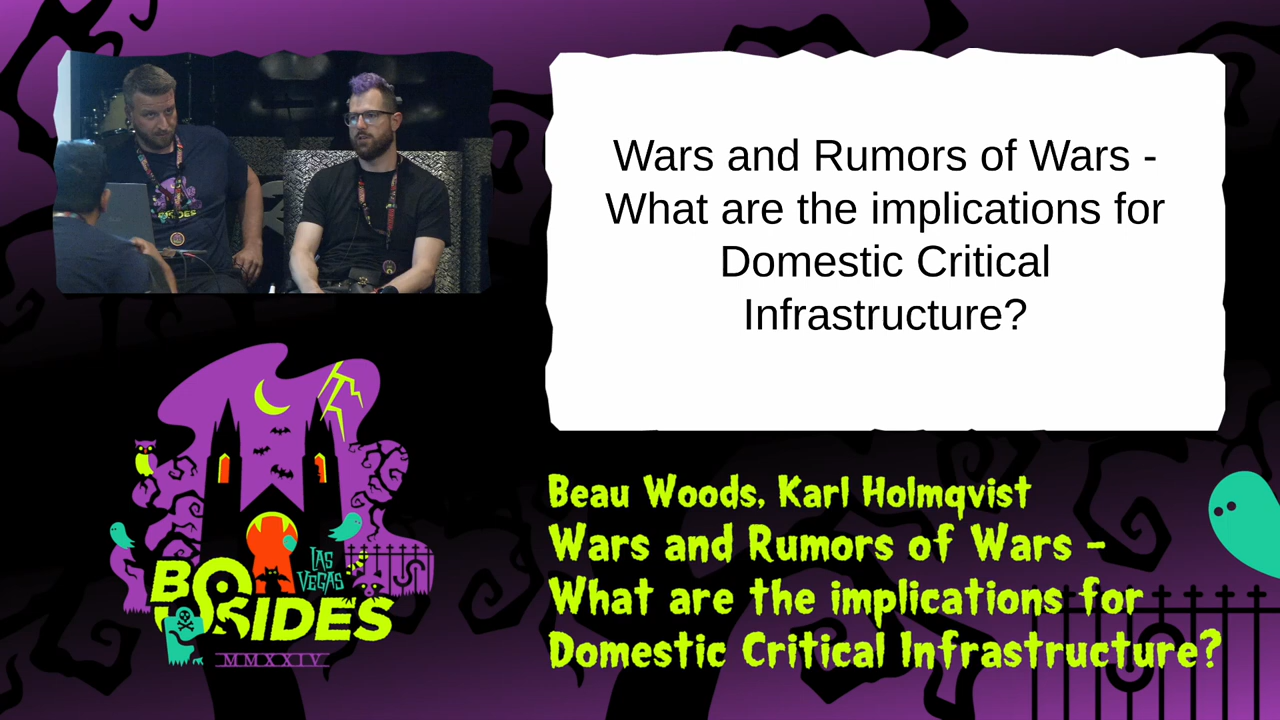 Wars and Rumors of Wars -
What are the implications for
Domestic Critical
Infrastructure?
LAS
VEGAS
BSIDES
MMXXIV
Beau Woods, Karl Holmqvist
Wars and Rumors of Wars -
What are the implications for
Domestic Critical Infrastructure?